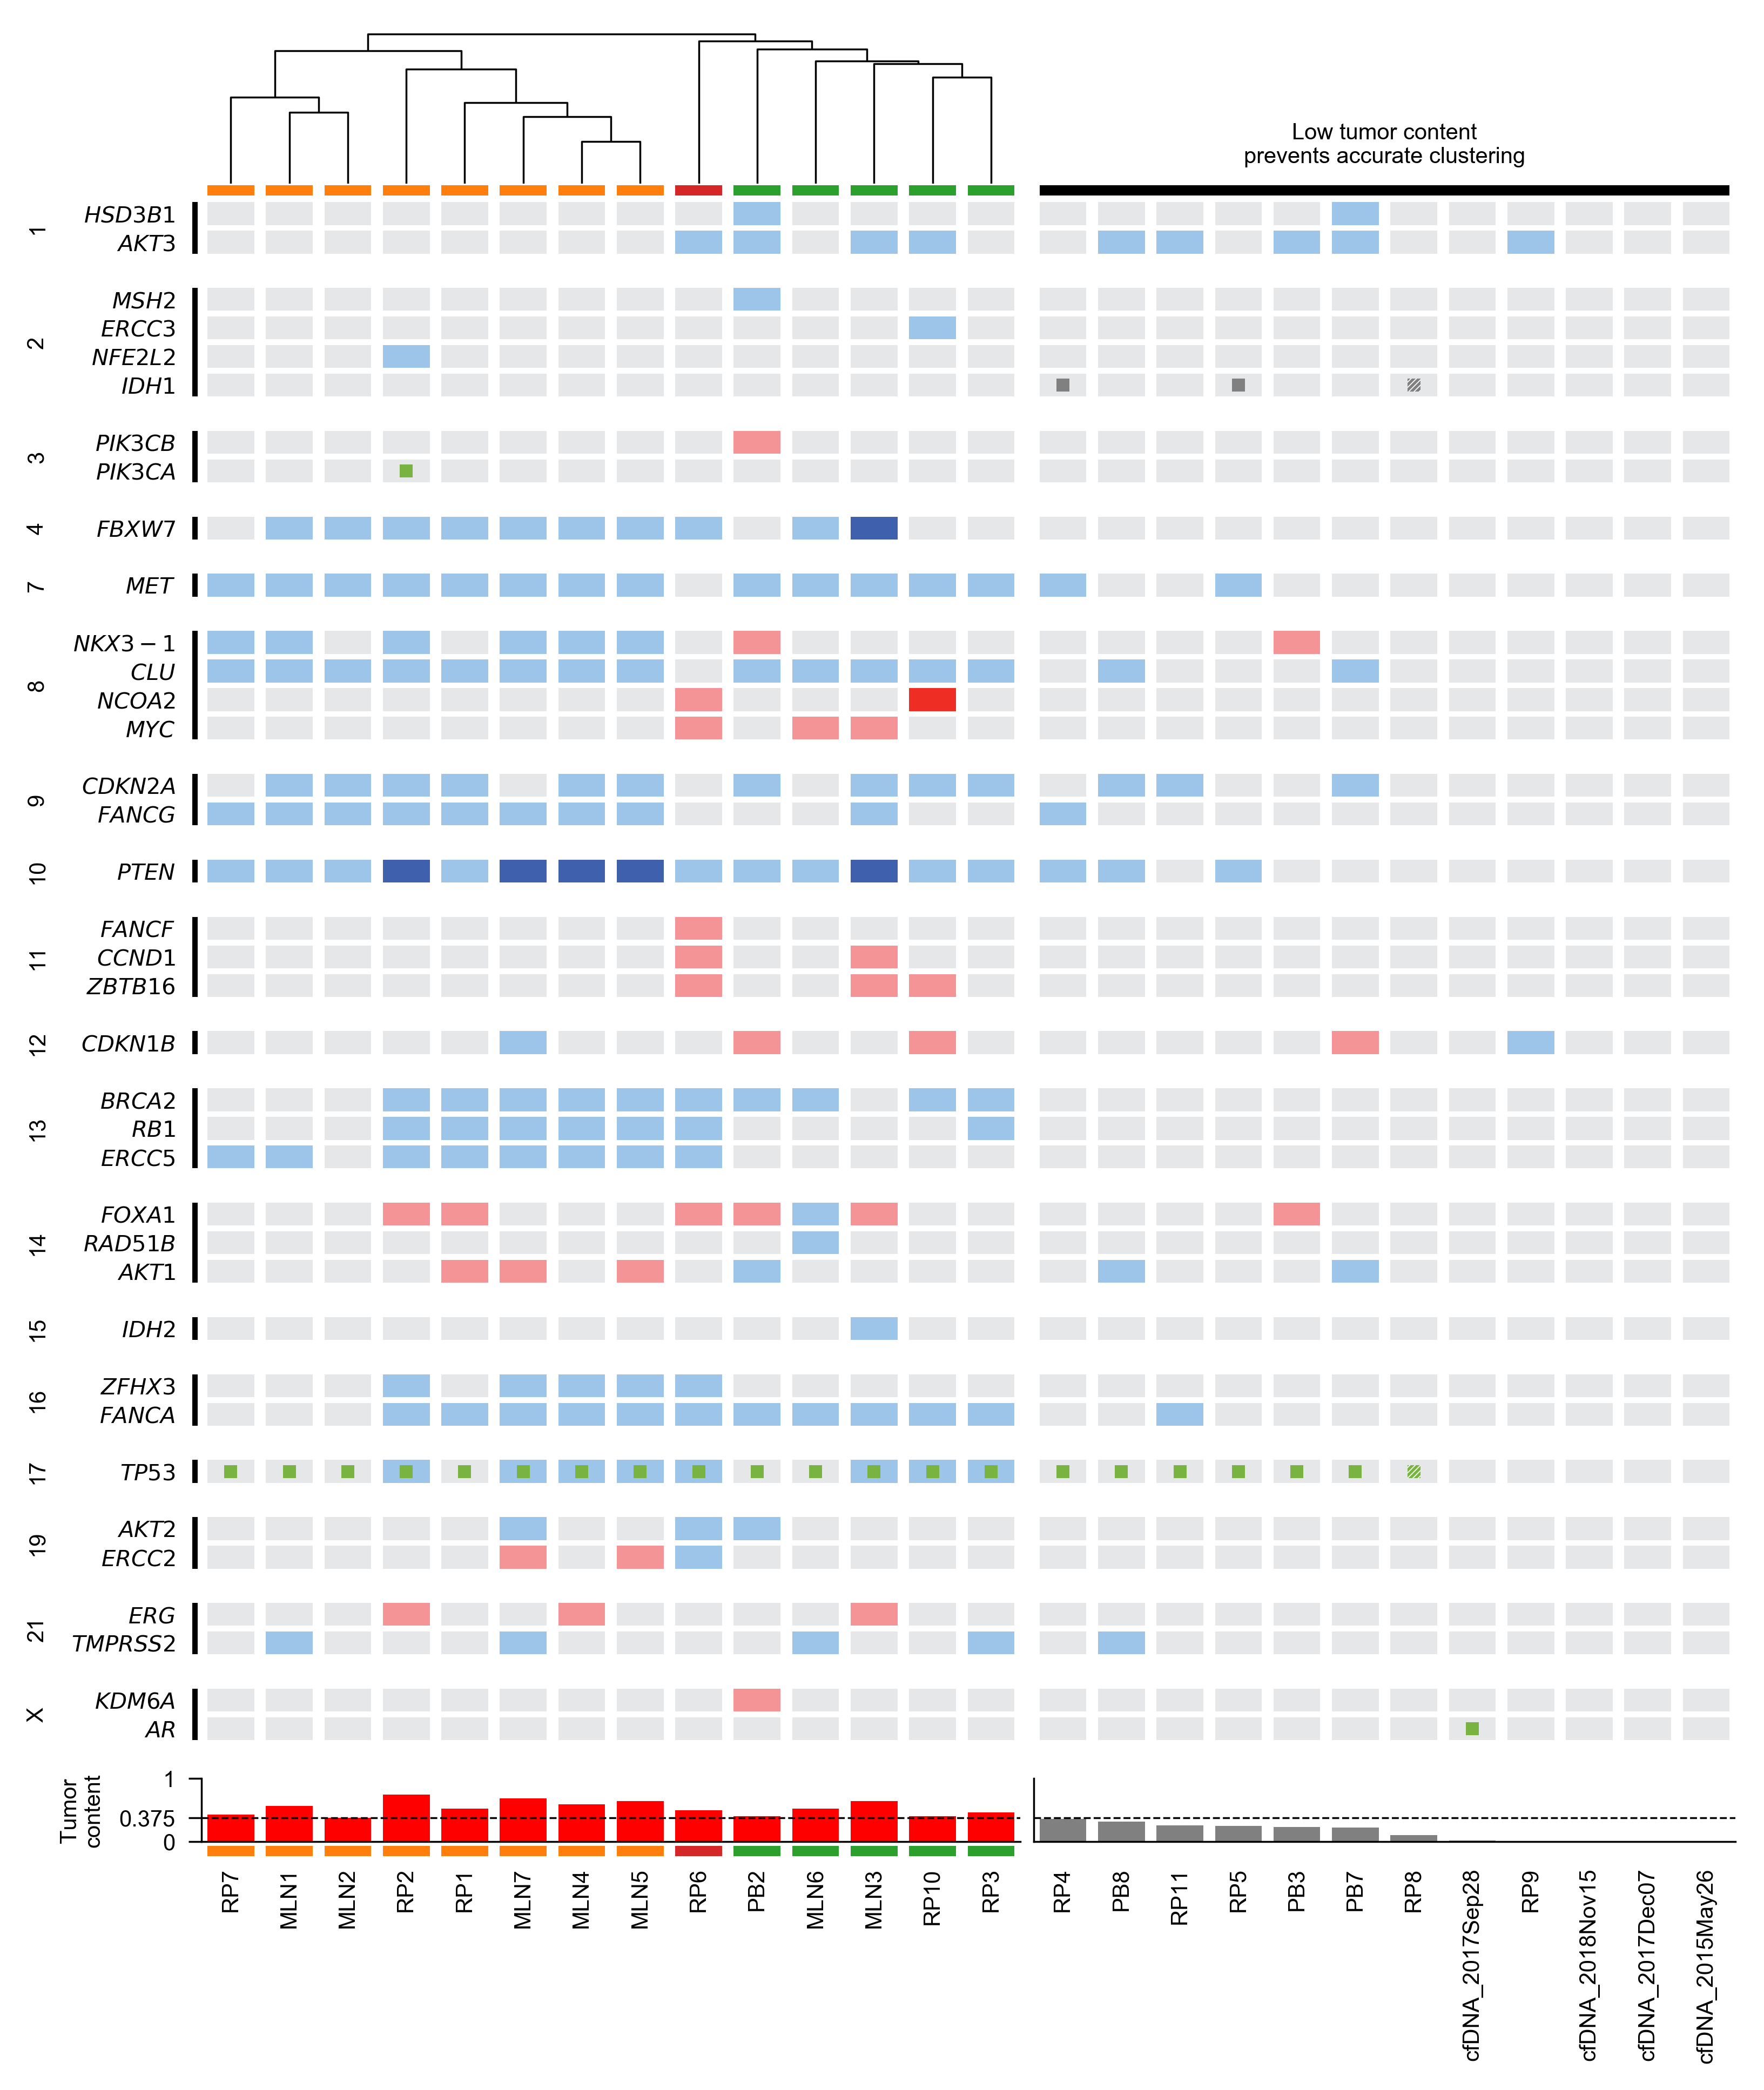 Low tumor content
prevents accurate clustering
1
HSD3B1
AKT3
2
MSH2
ERCC3
NFE2L2
IDH1
3
PIK3CB
PIK3CA
4
FBXW7
7
MET
8
NKX3−1
CLU
NCOA2
MYC
9
CDKN2A
FANCG
10
PTEN
11
FANCF
CCND1
ZBTB16
12
CDKN1B
13
BRCA2
RB1
ERCC5
14
FOXA1
RAD51B
AKT1
15
IDH2
16
ZFHX3
FANCA
17
TP53
19
AKT2
ERCC2
21
ERG
TMPRSS2
X
KDM6A
AR
Tumor
content
1
0.375
0
RP7
MLN1
MLN2
RP2
RP1
MLN7
MLN4
MLN5
RP6
PB2
MLN6
MLN3
RP10
RP3
RP4
PB8
RP11
RP5
PB3
PB7
RP8
cfDNA_2017Sep28
RP9
cfDNA_2018Nov15
cfDNA_2017Dec07
cfDNA_2015May26